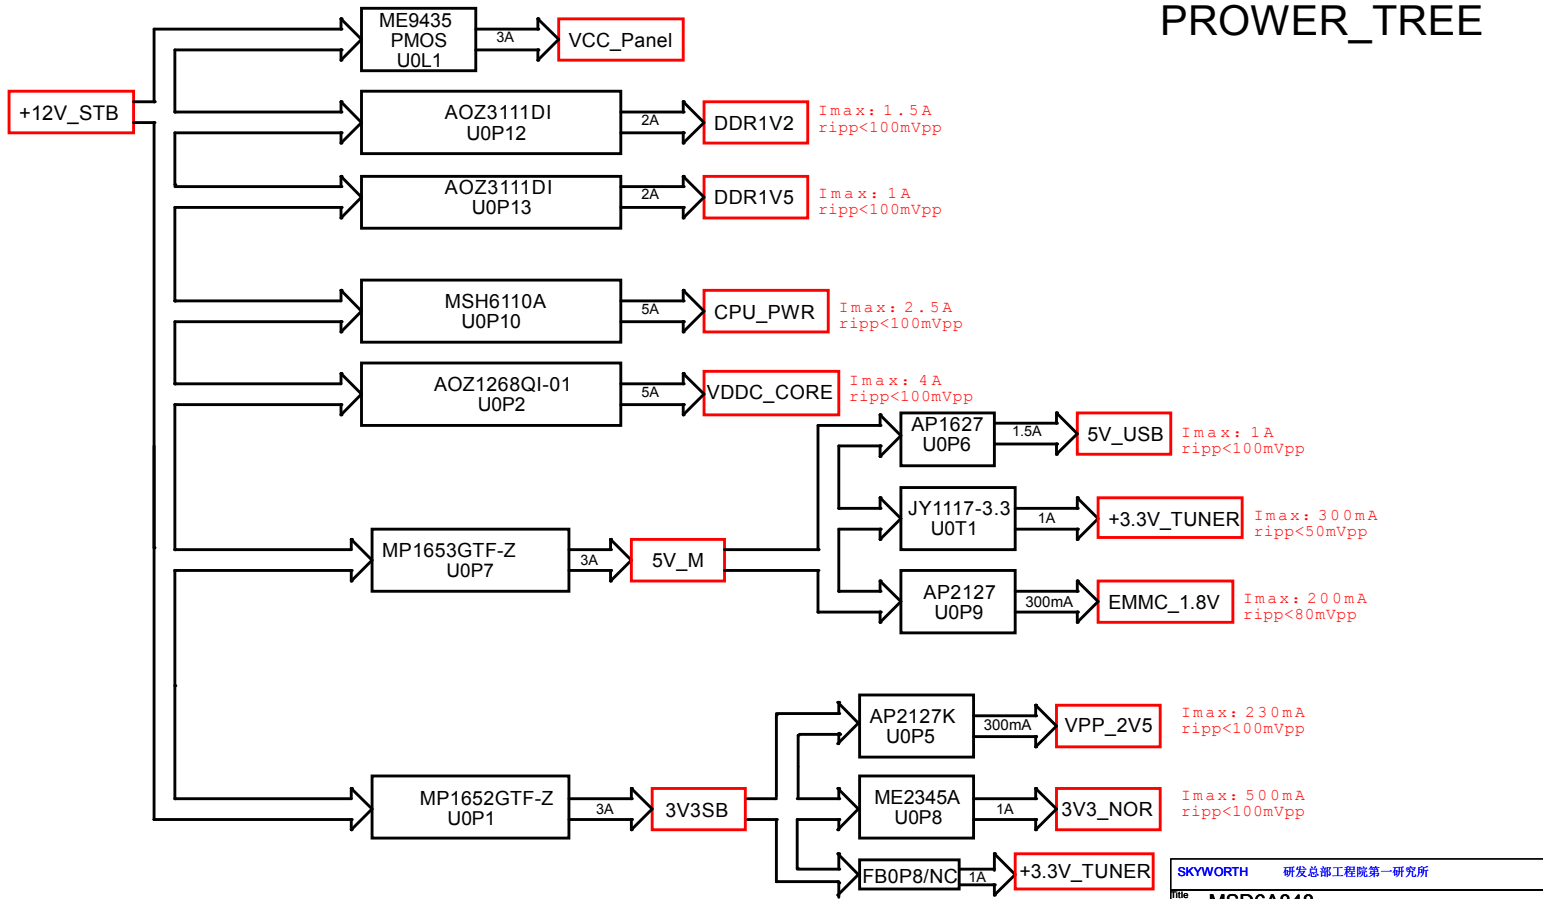 PROWER_TREE
ME9435
PMOS
U0L1
3A
VCC_Panel
+12V_STB
AOZ3111DI
U0P12
2A
DDR1V2
Imax: 1.5A
ripp<100mVpp
AOZ3111DI
U0P13
2A
DDR1V5
Imax: 1A
ripp<100mVpp
MSH6110A
U0P10
5A
CPU_PWR
Imax: 2.5A
ripp<100mVpp
AOZ1268QI-01
U0P2
5A
VDDC_CORE
Imax: 4A
ripp<100mVpp
AP1627
U0P6
1.5A
5V_USB
Imax: 1A
ripp<100mVpp
JY1117-3.3
U0T1
1A
+3.3V_TUNER
Imax: 300mA
ripp<50mVpp
MP1653GTF-Z
U0P7
3A
5V_M
AP2127
U0P9
300mA
EMMC_1.8V
Imax: 200mA
ripp<80mVpp
AP2127K
U0P5
300mA
VPP_2V5
Imax: 230mA
ripp<100mVpp
MP1652GTF-Z
U0P1
3A
3V3SB
ME2345A
U0P8
1A
3V3_NOR
Imax: 500mA
ripp<100mVpp
FB0P8/NC
1A
+3.3V_TUNER
SKYWORTH 研发总部工程院第一研究所
Title